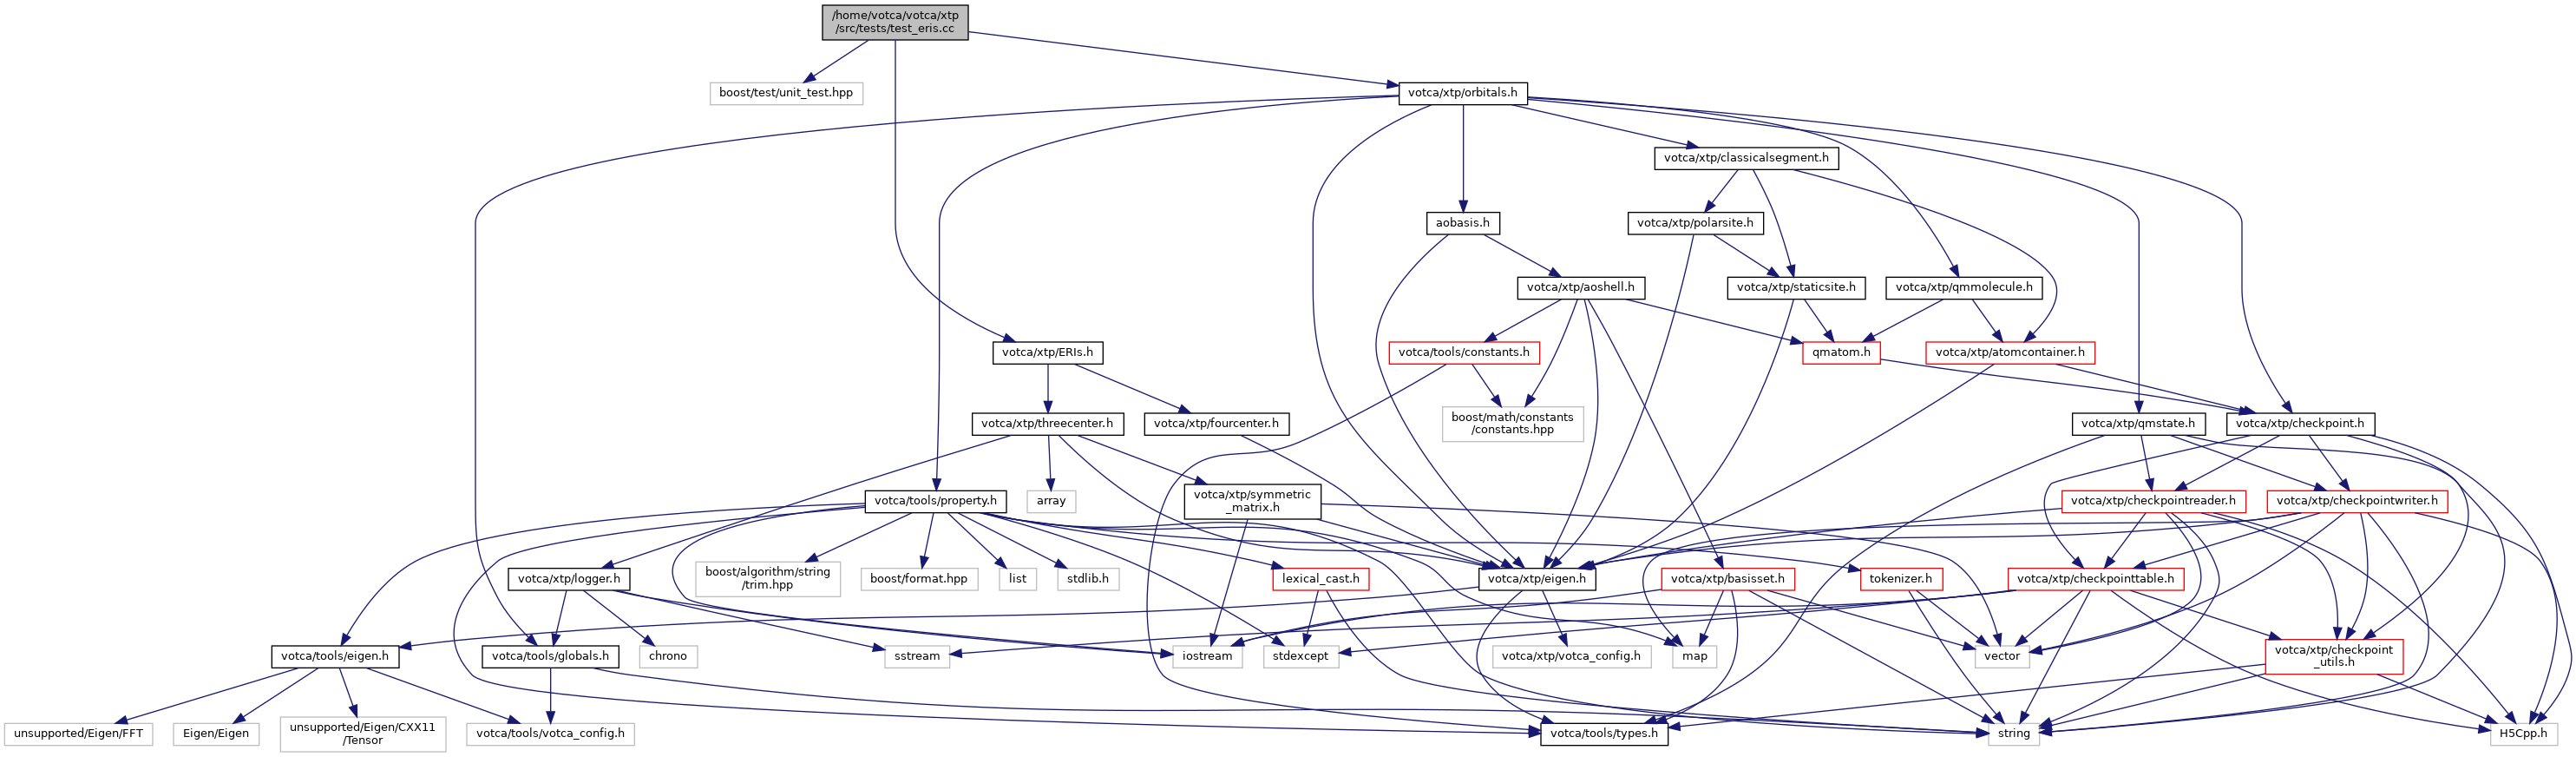 /home/votca/votca/xtp
/src/tests/test_eris.cc
boost/test/unit_test.hpp
votca/xtp/orbitals.h
votca/xtp/classicalsegment.h
aobasis.h
votca/xtp/polarsite.h
votca/xtp/aoshell.h
votca/xtp/staticsite.h
votca/xtp/qmmolecule.h
votca/xtp/ERIs.h
votca/tools/constants.h
qmatom.h
votca/xtp/atomcontainer.h
votca/xtp/threecenter.h
votca/xtp/fourcenter.h
boost/math/constants
/constants.hpp
votca/xtp/qmstate.h
votca/xtp/checkpoint.h
votca/tools/property.h
array
votca/xtp/symmetric
_matrix.h
votca/xtp/checkpointreader.h
votca/xtp/checkpointwriter.h
votca/xtp/logger.h
boost/algorithm/string
/trim.hpp
boost/format.hpp
list
stdlib.h
lexical_cast.h
votca/xtp/eigen.h
votca/xtp/basisset.h
tokenizer.h
votca/xtp/checkpointtable.h
votca/tools/eigen.h
votca/tools/globals.h
chrono
sstream
iostream
stdexcept
votca/xtp/votca_config.h
map
vector
votca/xtp/checkpoint
_utils.h
unsupported/Eigen/FFT
Eigen/Eigen
unsupported/Eigen/CXX11
/Tensor
votca/tools/votca_config.h
votca/tools/types.h
string
H5Cpp.h